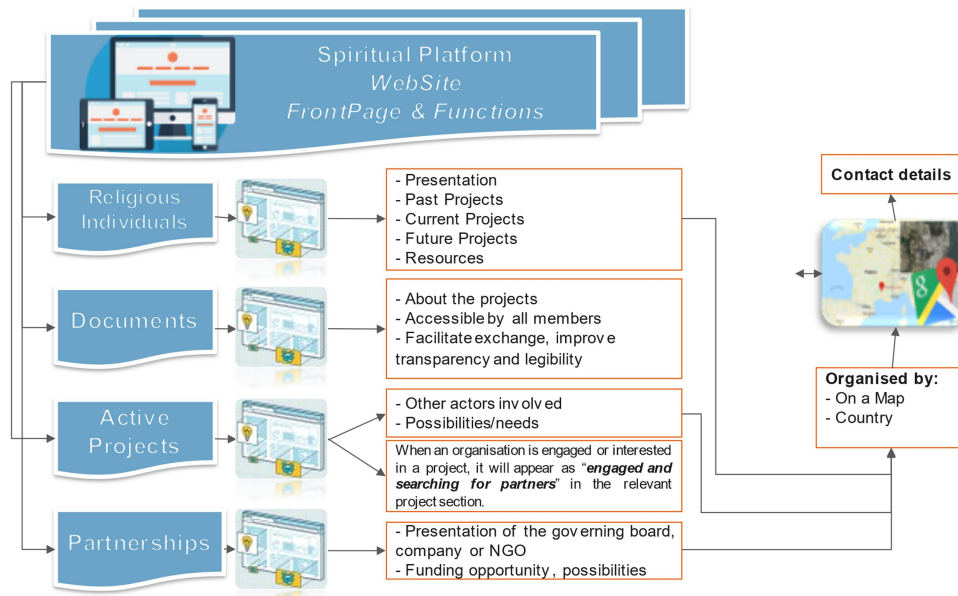 Spiritual Platform
WebSite
FrontPage & Functions
Religious
Individuals
- Presentation
- Past Projects
- Current Projects
- Future Projects
- Resources
Contact details
Documents
- About the projects
- Accessible by all members
- Facilitate exchange, improve
transparency and legibility
Organised by:
- On a Map
- Country
Active
Projects
- Other actors involved
- Possibilities/needs
When an organisation is engaged or interested
in a project, it will appear as “engaged and
searching for partners” in the relevant
project section.
Partnerships
- Presentation of the governing board,
company or NGO
- Funding opportunity, possibilities